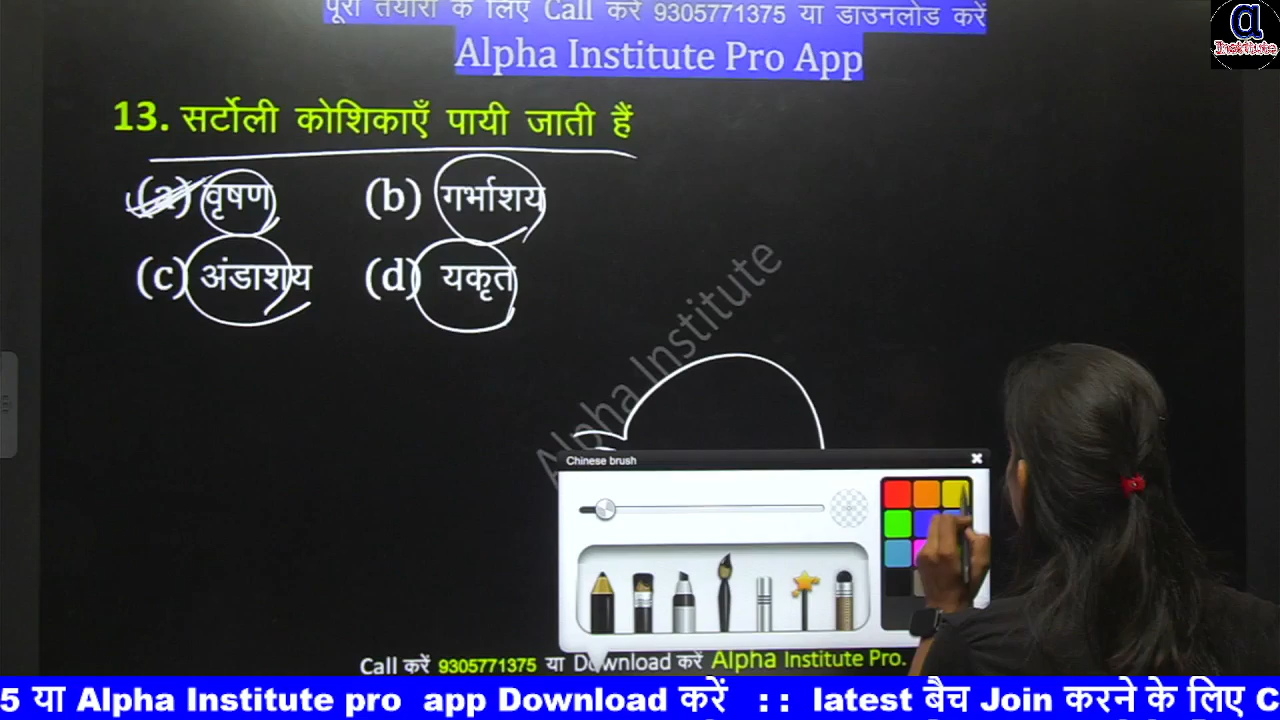 पूरी तैयारी के लिए Call करें 9305771375 या डाउनलोड करें
Alpha Institute Pro App
α
Institute
13. सर्टोली कोशिकाएँ पायी जाती हैं
(a) वृषण (b) गर्भाशय
(c) अंडाशय (d) यकृत
Alpha Institute
Chinese brush
Call करें 9305771375 या Download करें Alpha Institute Pro.
5 या Alpha Institute pro app Download करें :: latest बैच Join करने के लिए C